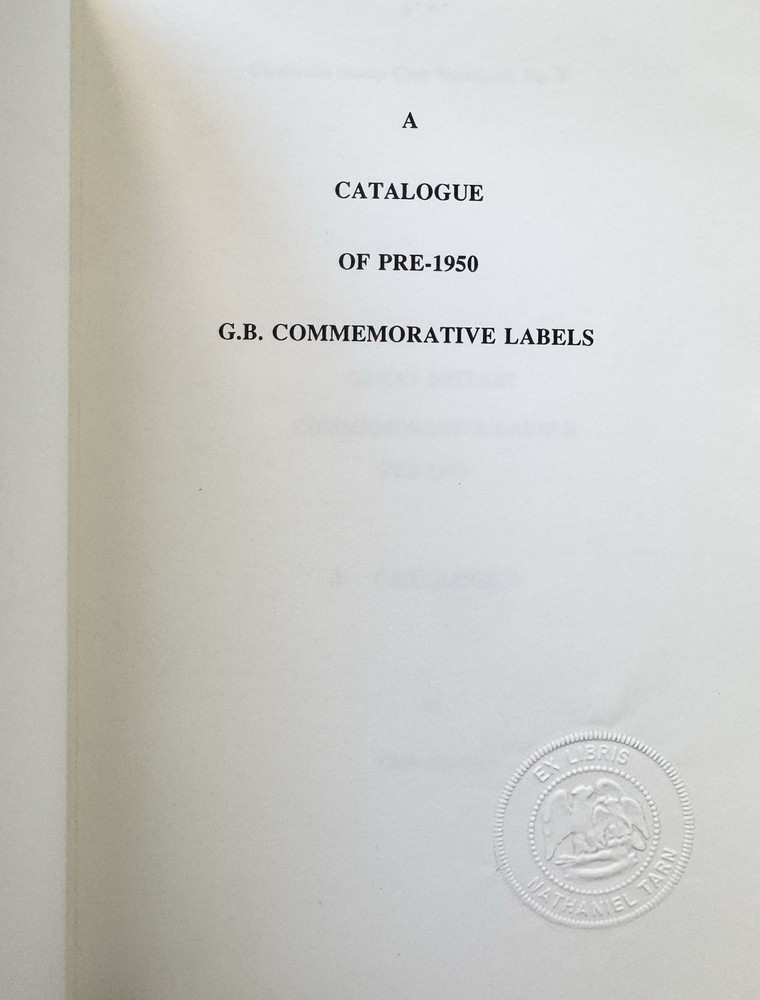 A
CATALOGUE
OF PRE-1950
G.B. COMMEMORATIVE LABELS
EX LIBRIS
NATHANIEL TARN